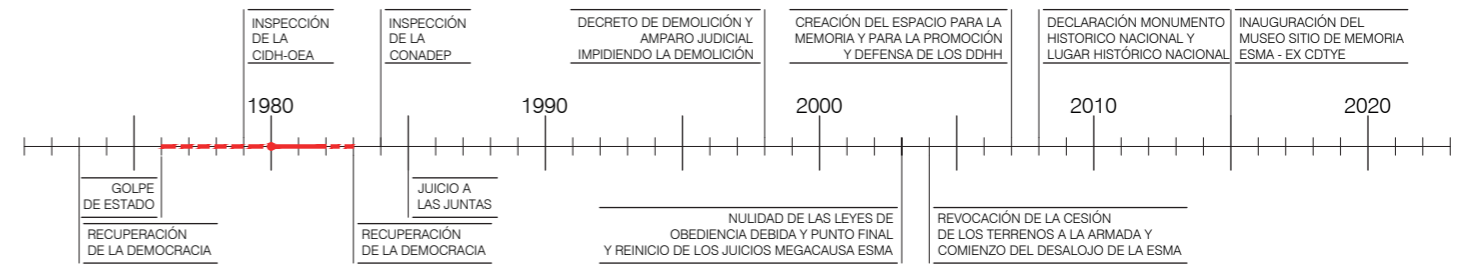 INSPECCIÓN
DE LA
CIDH-OEA
INSPECCIÓN
DE LA
CONADEP
DECRETO DE DEMOLICIÓN Y
AMPARO JUDICIAL
IMPIDIENDO LA DEMOLICIÓN
CREACIÓN DEL ESPACIO PARA LA
MEMORIA Y PARA LA PROMOCIÓN
Y DEFENSA DE LOS DDHH
DECLARACIÓN MONUMENTO
HISTORICO NACIONAL Y
LUGAR HISTÓRICO NACIONAL
INAUGURACIÓN DEL
MUSEO SITIO DE MEMORIA
ESMA - EX CDTYE
1980
1990
2000
2010
2020
GOLPE
DE ESTADO
RECUPERACIÓN
DE LA DEMOCRACIA
JUICIO A
LAS JUNTAS
RECUPERACIÓN
DE LA DEMOCRACIA
NULIDAD DE LAS LEYES DE
OBEDIENCIA DEBIDA Y PUNTO FINAL
Y REINICIO DE LOS JUICIOS MEGACAUSA ESMA
REVOCACIÓN DE LA CESIÓN
DE LOS TERRENOS A LA ARMADA Y
COMIENZO DEL DESALOJO DE LA ESMA